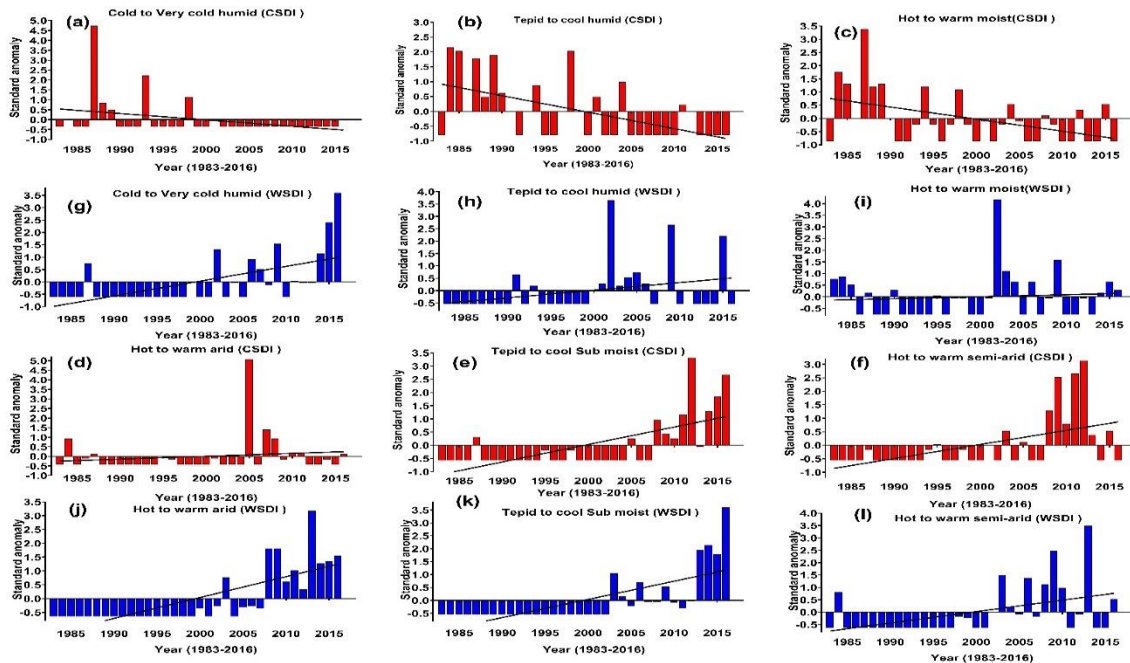 (a)
Cold to Very cold humid (CSDI )
Standard anomaly
5.0
4.5
4.0
3.5
3.0
2.5
2.0
1.5
1.0
0.5
0.0
-0.5
-1.0
1985 1990 1995 2000 2005 2010 2015
Year (1983-2016)
(b)
Tepid to cool humid (CSDI )
Standard anomaly
3.0
2.5
2.0
1.5
1.0
0.5
0.0
-0.5
-1.0
1985 1990 1995 2000 2005 2010 2015
Year (1983-2016)
(c)
Hot to warm moist(CSDI )
Standard anomaly
3.5
3.0
2.5
2.0
1.5
1.0
0.5
0.0
-0.5
-1.0
1985 1990 1995 2000 2005 2010 2015
Year (1983-2016)
(g)
Cold to Very cold humid (WSDI )
Standard anomaly
3.5
3.0
2.5
2.0
1.5
1.0
0.5
0.0
-0.5
-1.0
1985 1990 1995 2000 2005 2010 2015
Year (1983-2016)
(h)
Tepid to cool humid (WSDI )
Standard anomaly
4.0
3.5
3.0
2.5
2.0
1.5
1.0
0.5
0.0
-0.5
1985 1990 1995 2000 2005 2010 2015
Year (1983-2016)
(i)
Hot to warm moist(WSDI )
Standard anomaly
4.0
3.5
3.0
2.5
2.0
1.5
1.0
0.5
0.0
-0.5
1985 1990 1995 2000 2005 2010 2015
Year (1983-2016)
(d)
Hot to warm arid (CSDI )
Standard anomaly
5.0
4.5
4.0
3.5
3.0
2.5
2.0
1.5
1.0
0.5
0.0
-0.5
-1.0
1985 1990 1995 2000 2005 2010 2015
Year (1983-2016)
(e)
Tepid to cool Sub moist (CSDI )
Standard anomaly
3.5
3.0
2.5
2.0
1.5
1.0
0.5
0.0
-0.5
-1.0
1985 1990 1995 2000 2005 2010 2015
Year (1983-2016)
(f)
Hot to warm semi-arid (CSDI )
Standard anomaly
3.0
2.5
2.0
1.5
1.0
0.5
0.0
-0.5
-1.0
1985 1990 1995 2000 2005 2010 2015
Year (1983-2016)
(j)
Hot to warm arid (WSDI )
Standard anomaly
3.5
3.0
2.5
2.0
1.5
1.0
0.5
0.0
-0.5
1985 1990 1995 2000 2005 2010 2015
Year (1983-2016)
(k)
Tepid to cool Sub moist (WSDI )
Standard anomaly
3.5
3.0
2.5
2.0
1.5
1.0
0.5
0.0
-0.5
1985 1990 1995 2000 2005 2010 2015
Year (1983-2016)
(l)
Hot to warm semi-arid (WSDI )
Standard anomaly
3.5
3.0
2.5
2.0
1.5
1.0
0.5
0.0
-0.5
1985 1990 1995 2000 2005 2010 2015
Year (1983-2016)